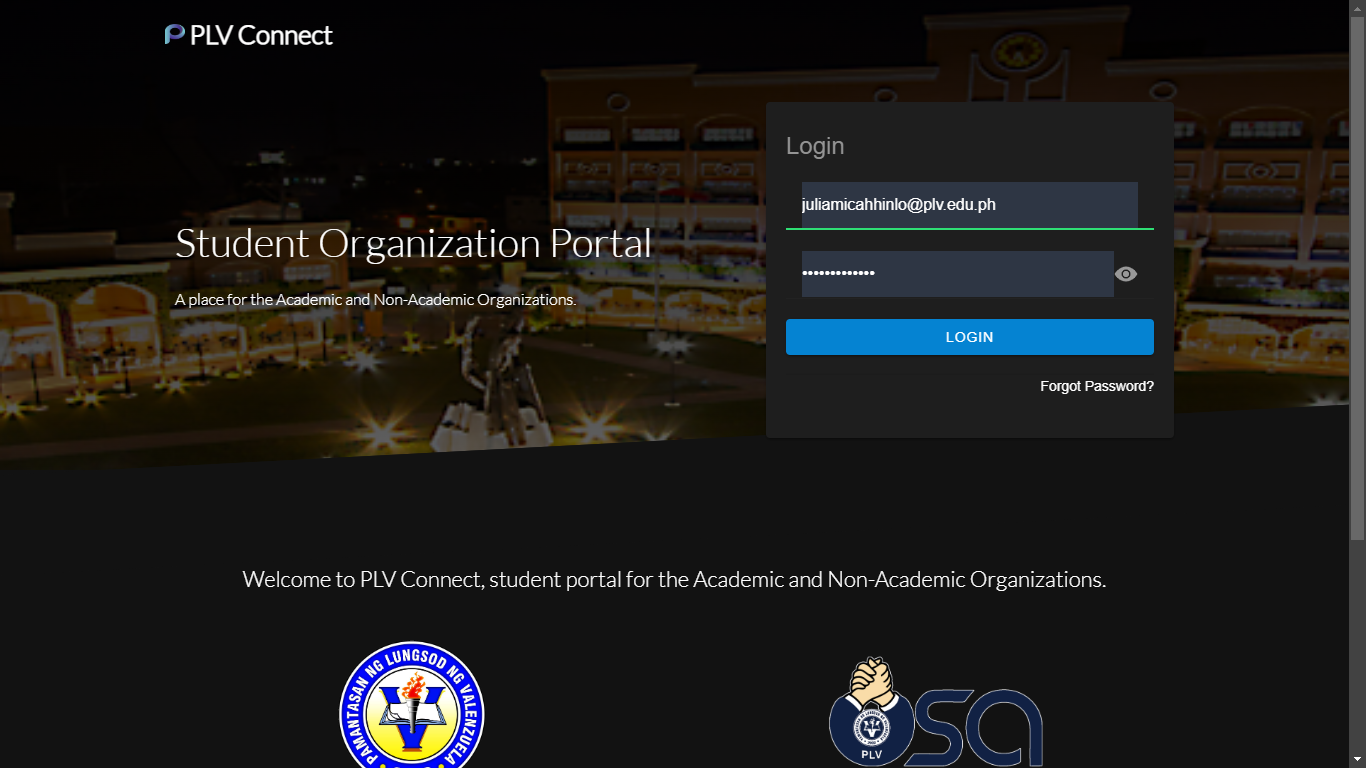 PLV Connect
Login
juliamicahhinlo@plv.edu.ph
Student Organization Portal
•••••••••••••
A place for the Academic and Non-Academic Organizations.
LOGIN
Forgot Password?
Welcome to PLV Connect, student portal for the Academic and Non-Academic Organizations.
PAMANTASAN NG LUNGSOD NG VALENZUELA
V
osa
PLV